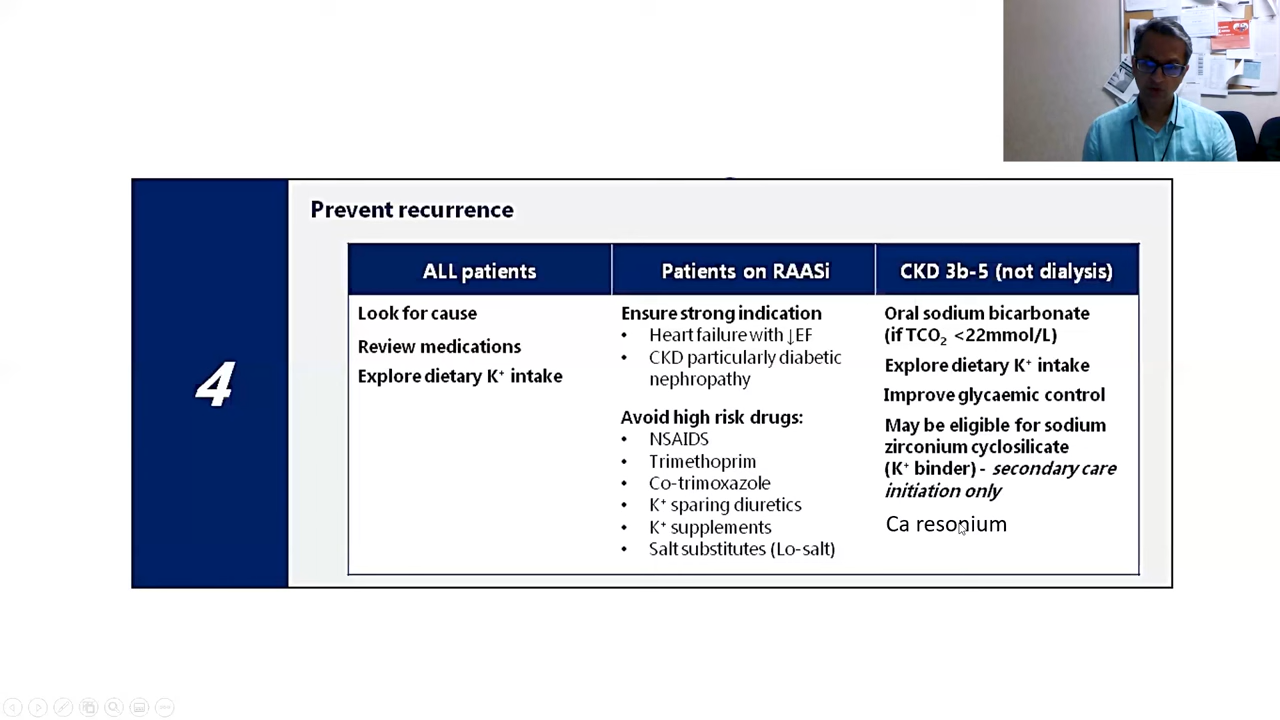 Prevent recurrence
4
ALL patients
Look for cause
Review medications
Explore dietary K⁺ intake
Patients on RAASi
Ensure strong indication
• Heart failure with ↓EF
• CKD particularly diabetic
nephropathy
Avoid high risk drugs:
• NSAIDS
• Trimethoprim
• Co-trimoxazole
• K⁺ sparing diuretics
• K⁺ supplements
• Salt substitutes (Lo-salt)
CKD 3b-5 (not dialysis)
Oral sodium bicarbonate
(if TCO₂ <22mmol/L)
Explore dietary K⁺ intake
Improve glycaemic control
May be eligible for sodium
zirconium cyclosilicate
(K⁺ binder) - secondary care
initiation only
Ca resonium